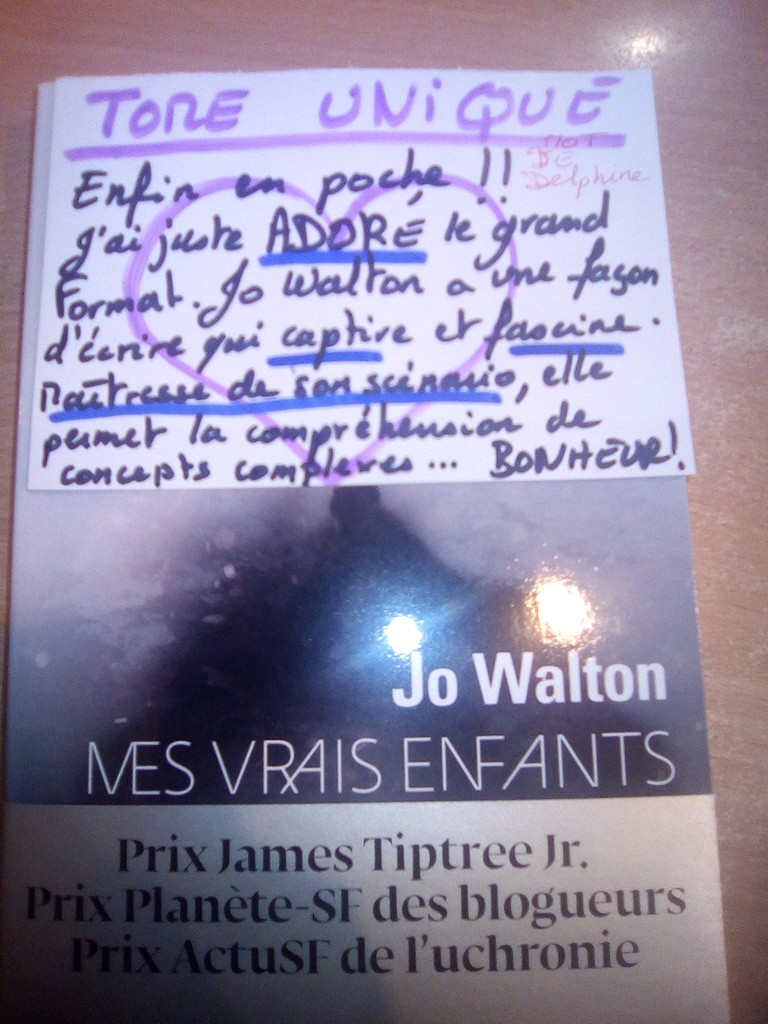 TORE UNIQUE
MOT
DE
Delphine
Enfin en poche !!
J'ai juste ADORÉ le grand
Format. Jo Walton a une façon
d'écrire qui captive et fascine.
Maîtresse de son scénario, elle
permet la compréhension de
concepts complexes... BONHEUR!
Jo Walton
MES VRAIS ENFANTS
Prix James Tiptree Jr.
Prix Planète-SF des blogueurs
Prix ActuSF de l'uchronie